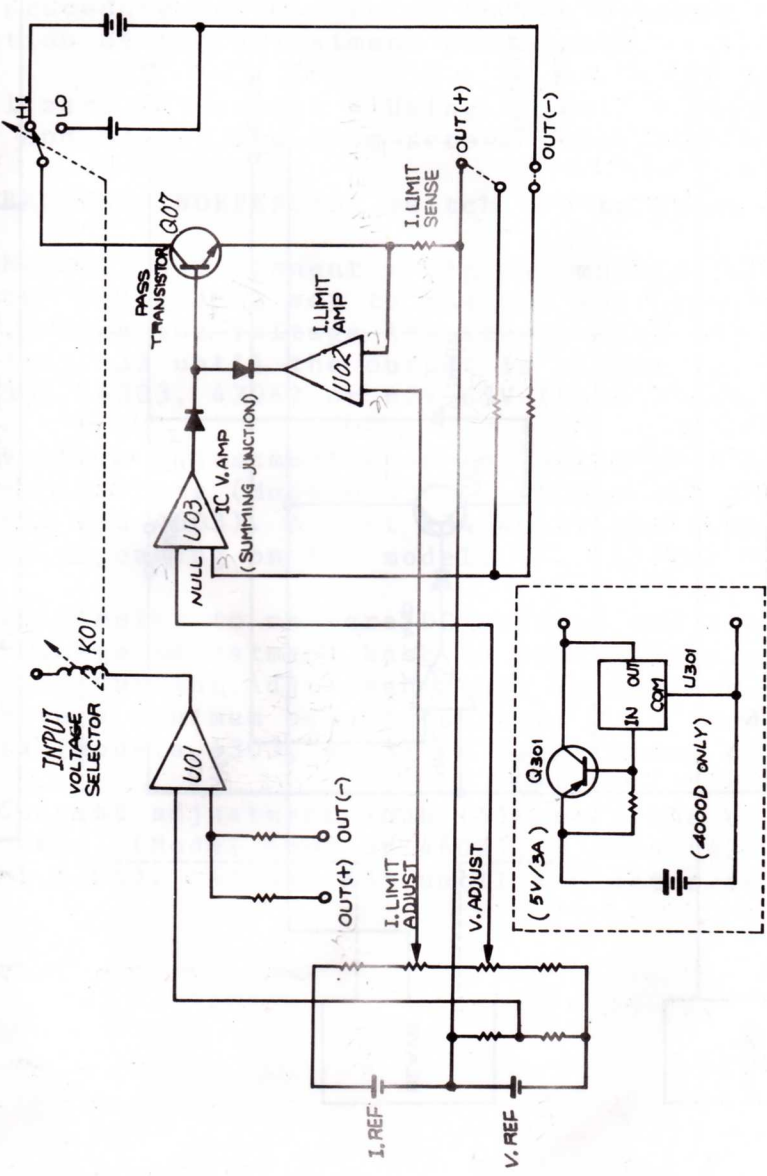 INPUT
VOLTAGE
SELECTOR
K01
HI
LO
PASS
TRANSISTOR
Q07
U01
U03
NULL
IC V.AMP
(SUMMING JUNCTION)
I.LIMIT
AMP
U02
I.LIMIT
SENSE
OUT(+)
OUT(-)
OUT(+)
OUT(-)
I.LIMIT
ADJUST
V.ADJUST
I.REF
V.REF
(5V/3A)
Q301
IN OUT
COM
U301
(4000D ONLY)